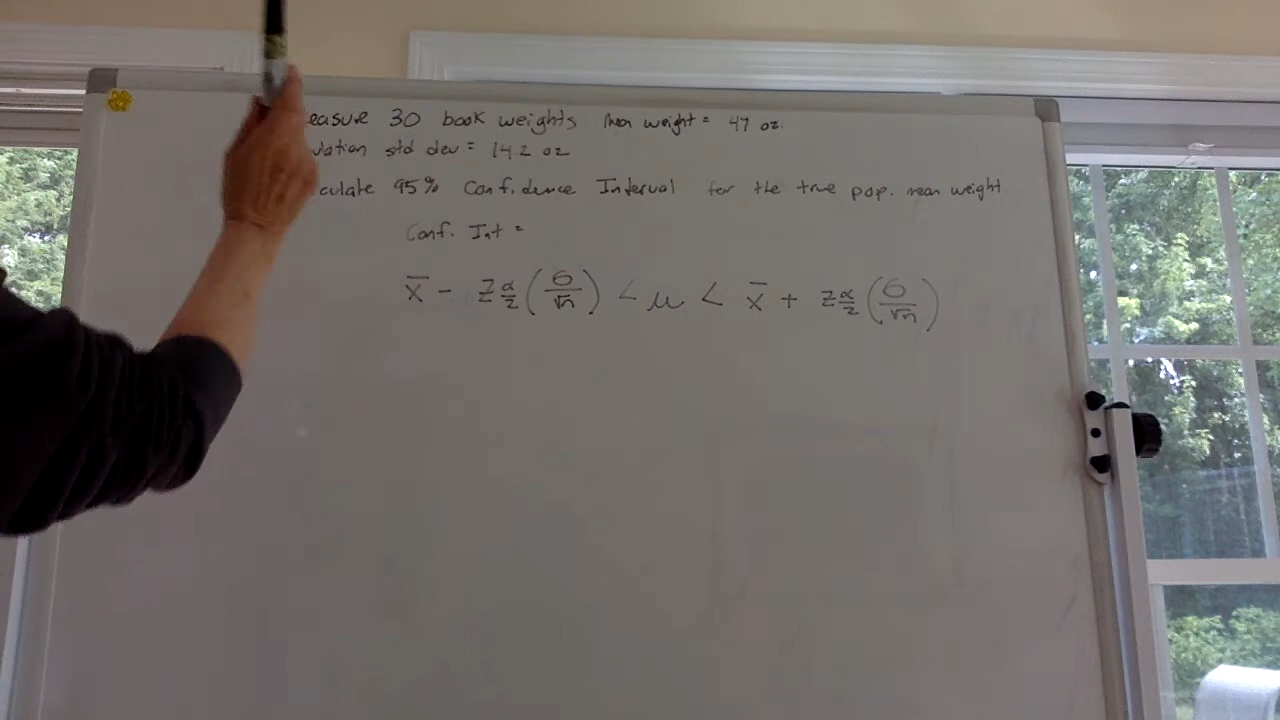 easure 30 book weights. Mean weight = 47 oz.
ulation std dev = 14.2 oz
culate 95% Confidence Interval for the true pop. mean weight
Conf. Int =
x̄ - Z α/2 (σ/√n) < μ < x̄ + Z α/2 (σ/√n)